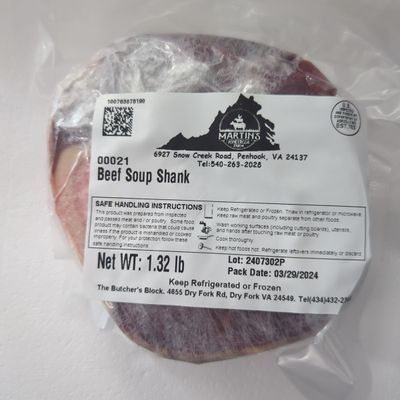 100763678190
MARTIN'S
00021
6927 Snow Creek Road, Penhook, VA 24137
Tel:540-263-2028
Beef Soup Shank
SAFE HANDLING INSTRUCTIONS
This product was prepared from inspected
and passed meat and / or poultry. Some food
product may contain bacteria that could cause
illness if the product is mishandled or cooked
improperly. For your protection follow these
safe handling instructions
Keep Refrigerated or Frozen. Thaw in refrigerator or microwave
Keep raw meat and poultry separate from other foods.
Wash working surfaces (including cutting boards), utensils,
and hands after touching raw meat or poultry
Cook thoroughly
Keep hot foods hot. Refrigerate leftovers immediately or discard
Net WT: 1.32 lb
Lot: 2407302P
Pack Date: 03/29/2024
Keep Refrigerated or Frozen
The Butcher's Block. 4655 Dry Fork Rd, Dry Fork VA 24549. Tel(434)432-2